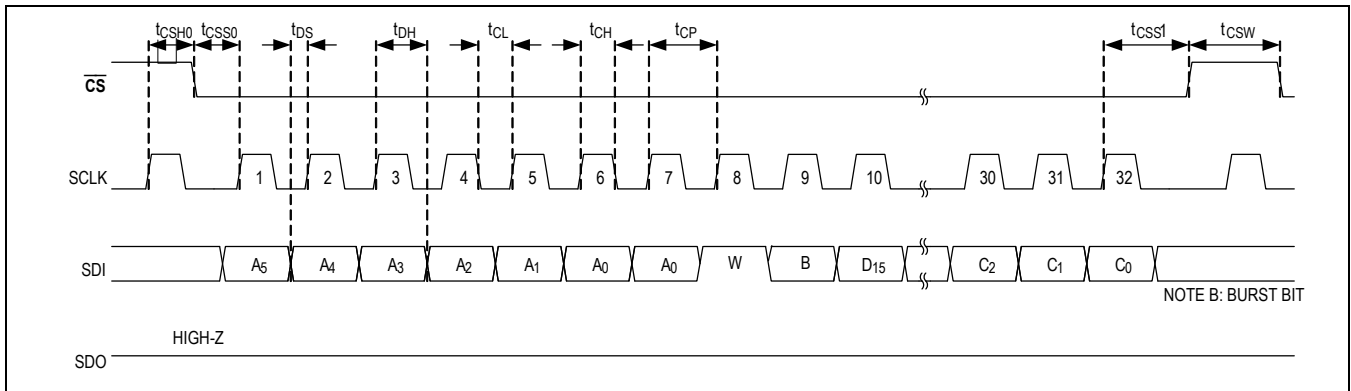 tCSH0 tCSS0 tDS tDH tCL tCH tCP tCSS1 tCSW
CS
SCLK 1 2 3 4 5 6 7 8 9 10 30 31 32
SDI A5 A4 A3 A2 A1 A0 A0 W B D15 C2 C1 C0
NOTE B: BURST BIT
HIGH-Z
SDO